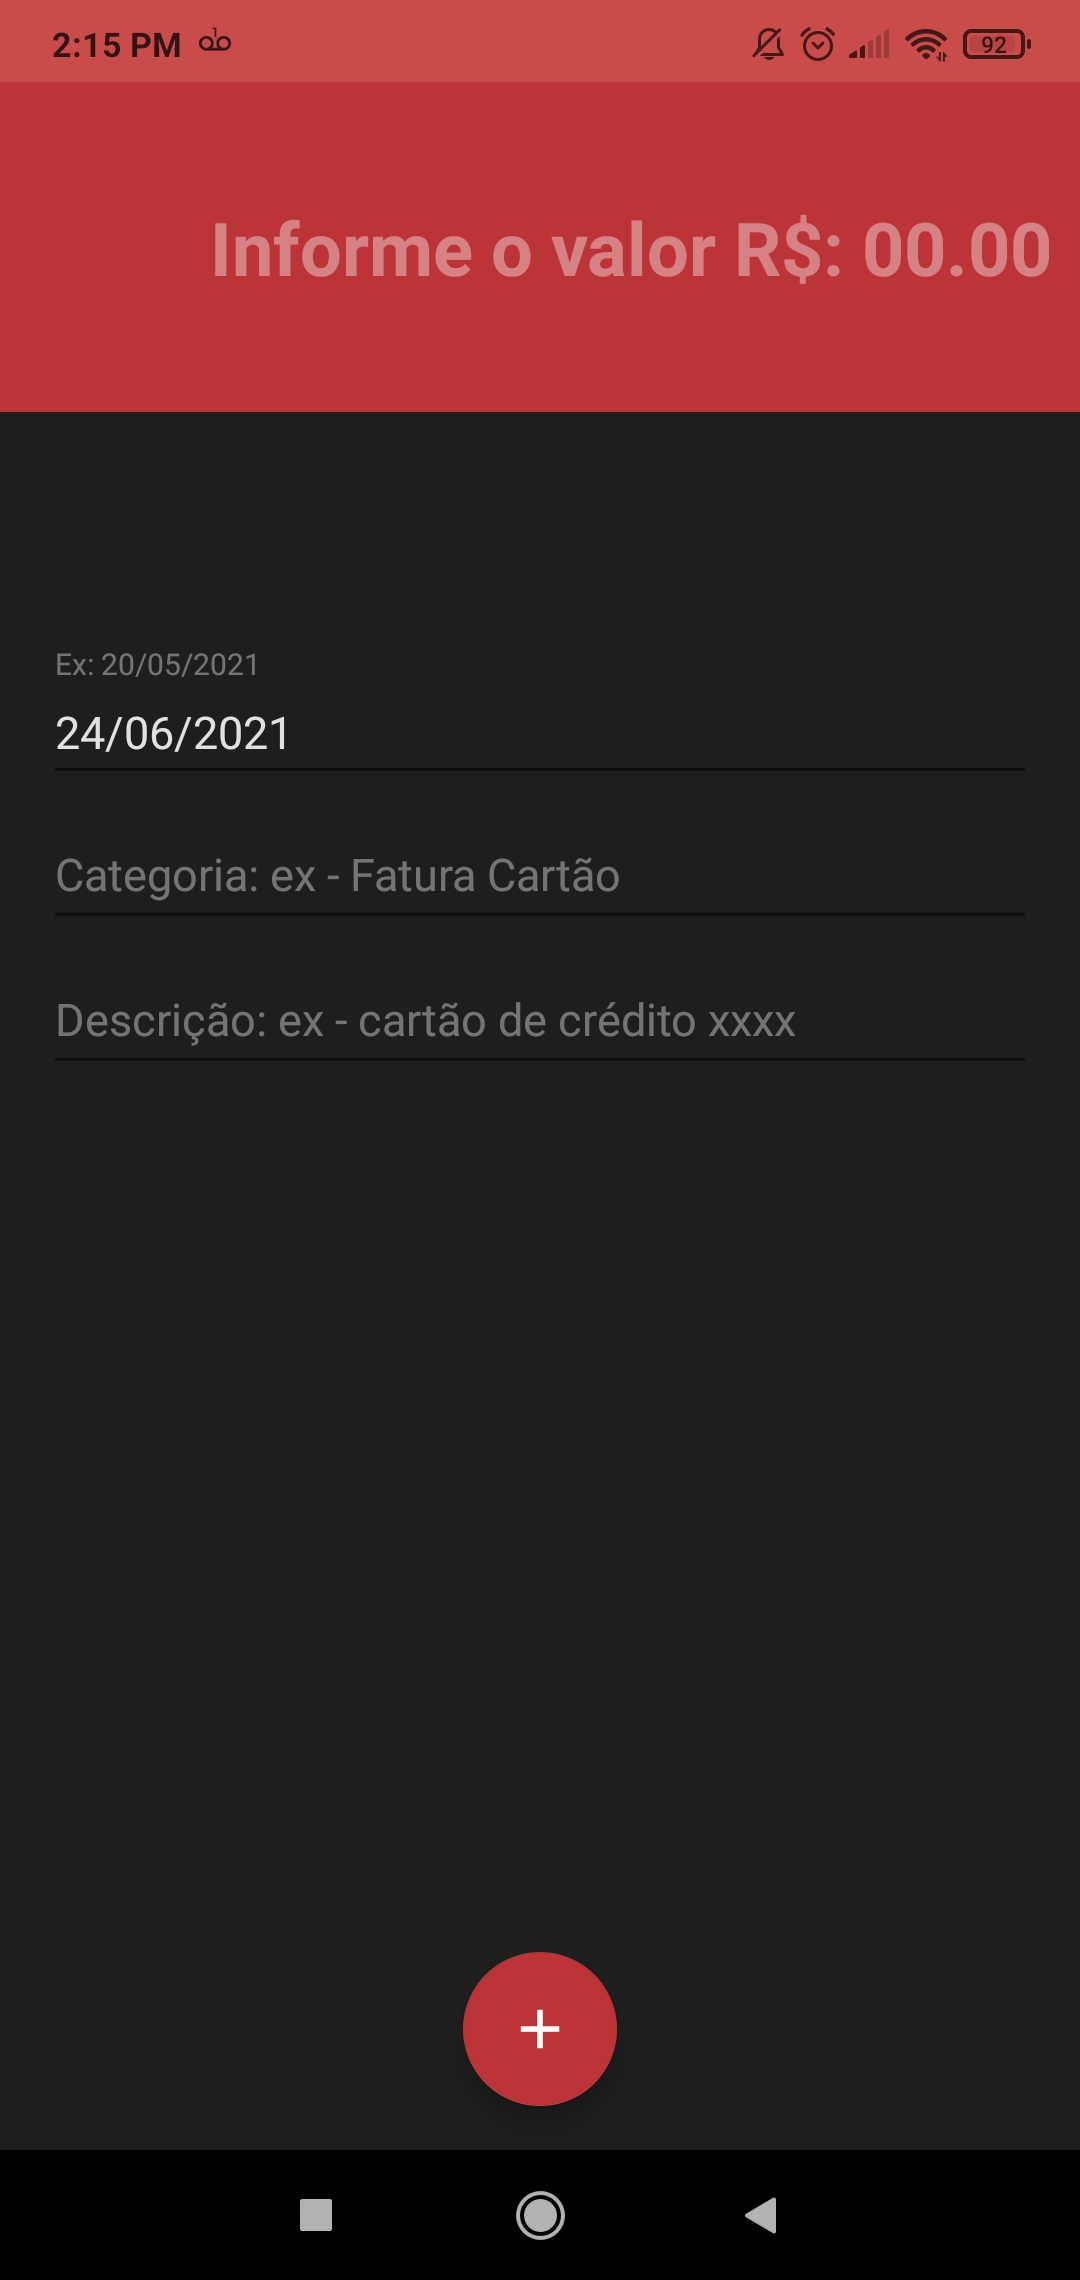 2:15 PM
92
Informe o valor R$: 00.00
Ex: 20/05/2021
24/06/2021
Categoria: ex - Fatura Cartão
Descrição: ex - cartão de crédito xxxx